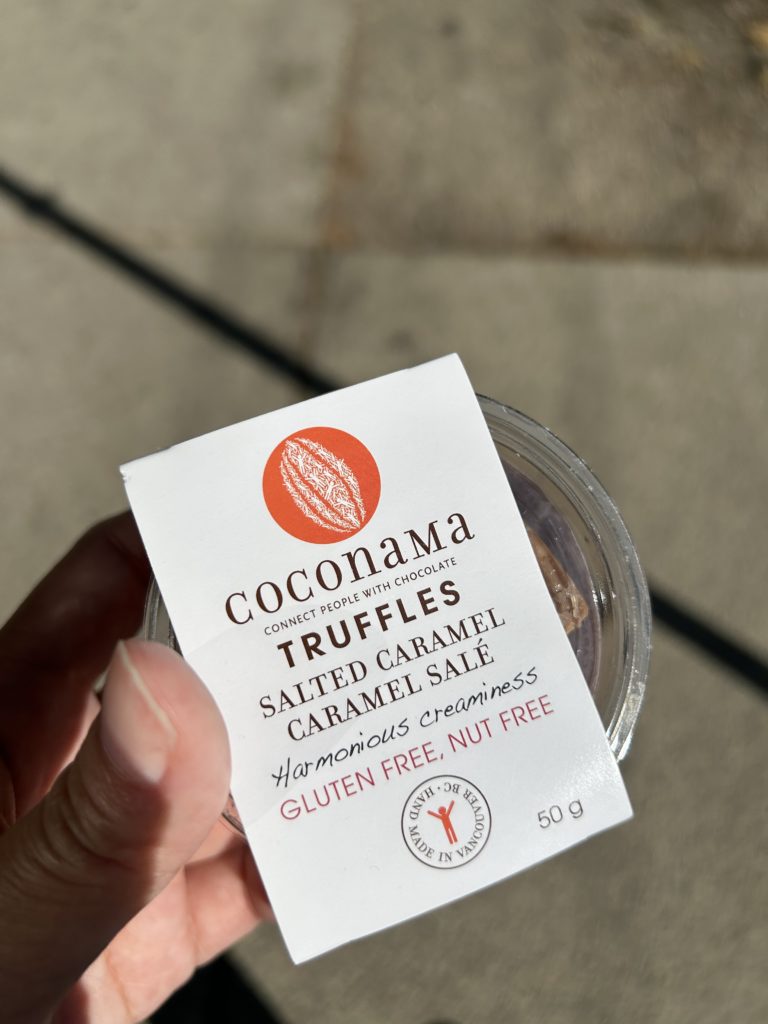 coconama
CONNECT PEOPLE WITH CHOCOLATE
TRUFFLES
SALTED CARAMEL
CARAMEL SALÉ
Harmonious creaminess
GLUTEN FREE, NUT FREE
HAND MADE IN VANCOUVER BC •
50 g